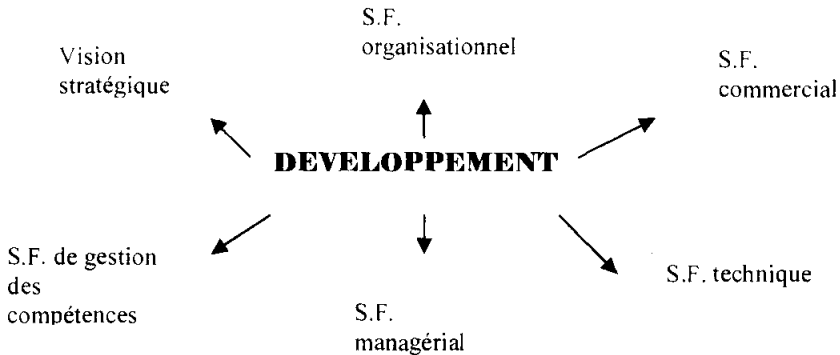 S.F.
organisationnel
Vision
stratégique
S.F.
commercial
DEVELOPPEMENT
S.F. de gestion
des
compétences
S.F. technique
S.F.
managérial